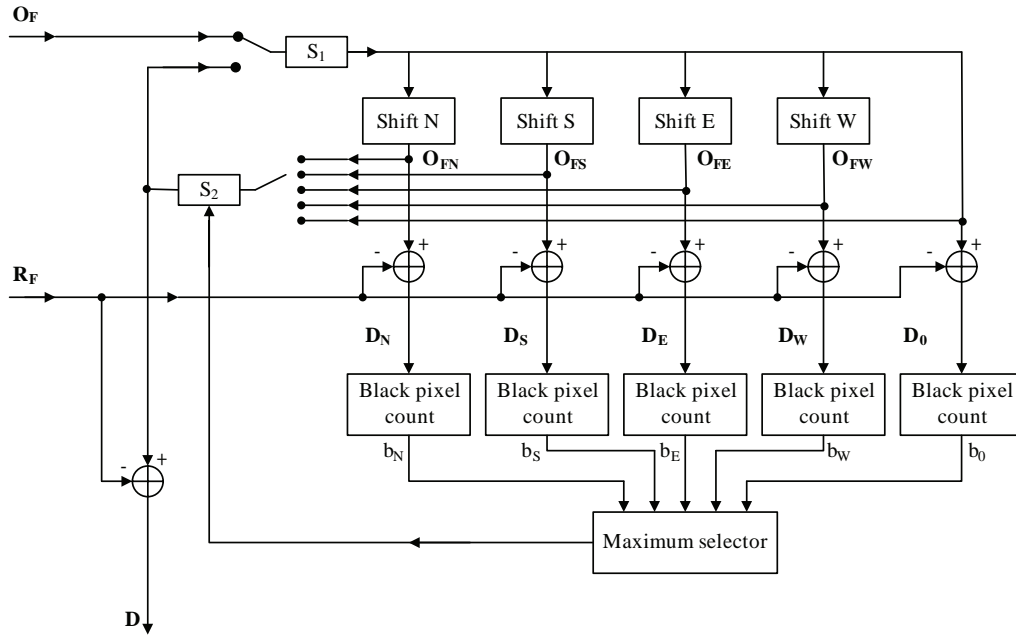 O_F
S_1
Shift N
Shift S
Shift E
Shift W
O_FN
O_FS
O_FE
O_FW
S_2
- +
- +
- +
- +
- +
R_F
D_N
D_S
D_E
D_W
D_0
Black pixel
count
Black pixel
count
Black pixel
count
Black pixel
count
Black pixel
count
b_N
b_S
b_E
b_W
b_0
- +
Maximum selector
D